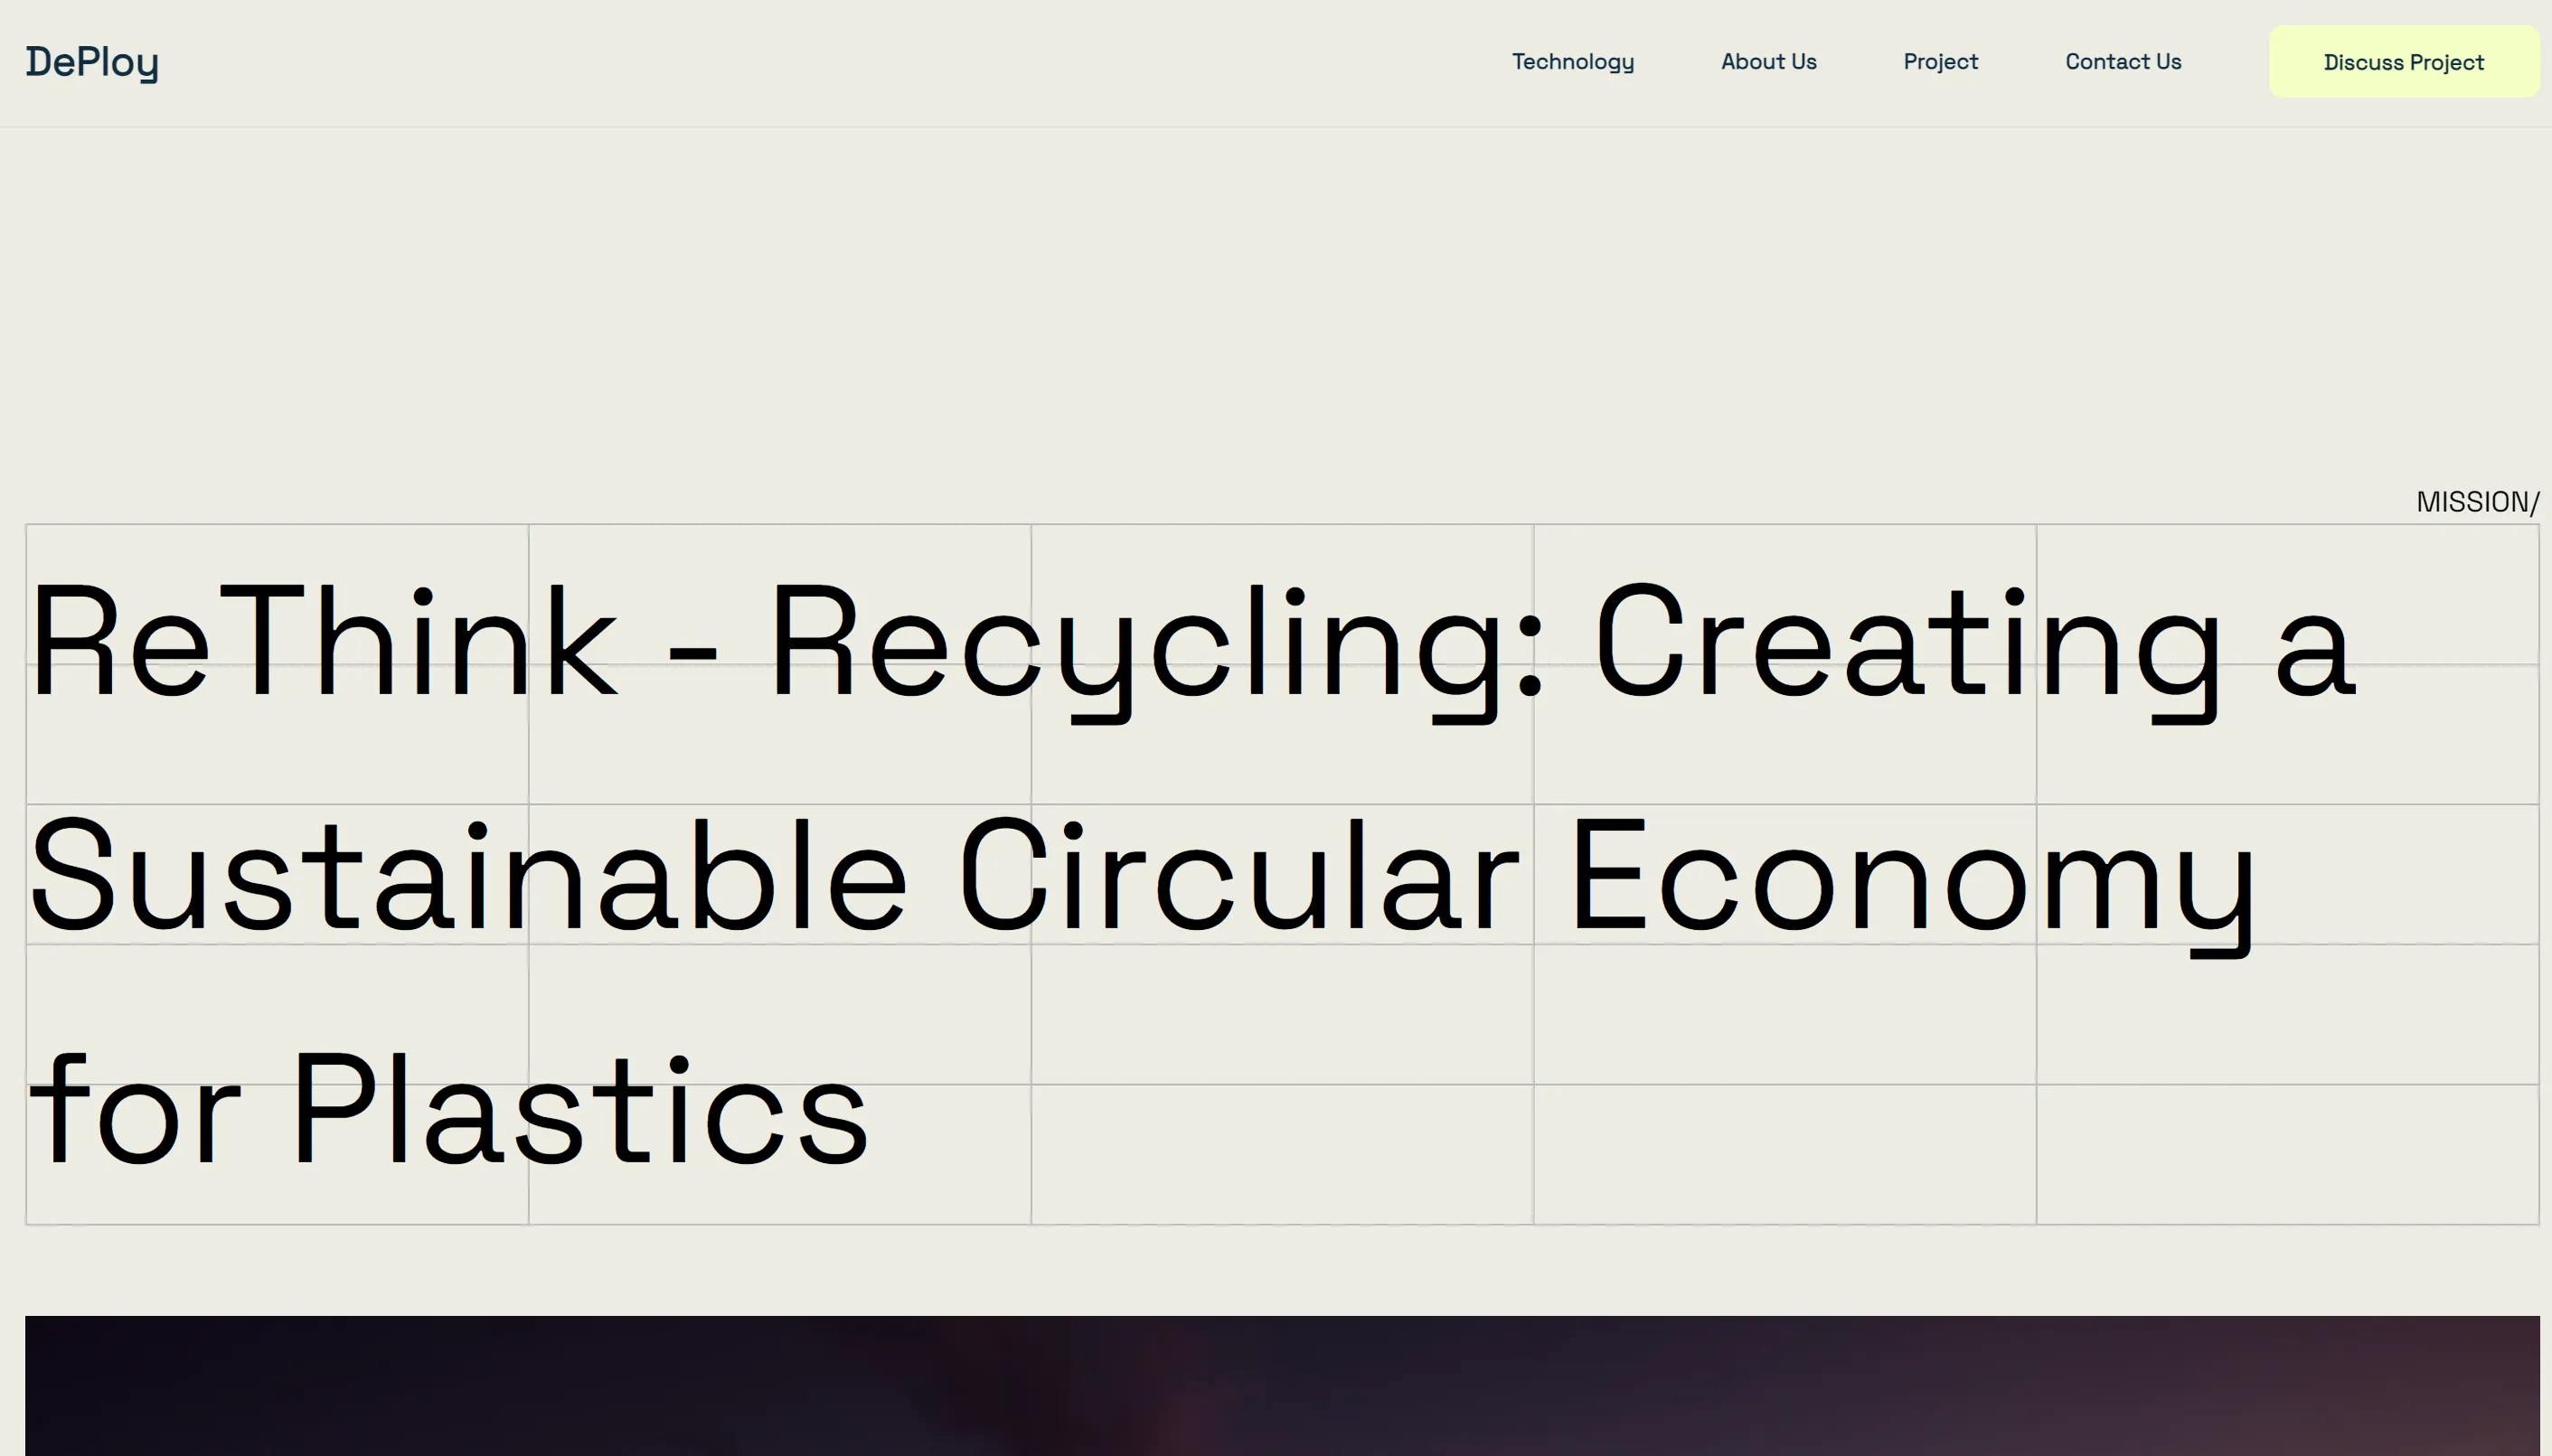 DePloy
Technology
About Us
Project
Contact Us
Discuss Project
MISSION/
ReThink - Recycling: Creating a
Sustainable Circular Economy
for Plastics